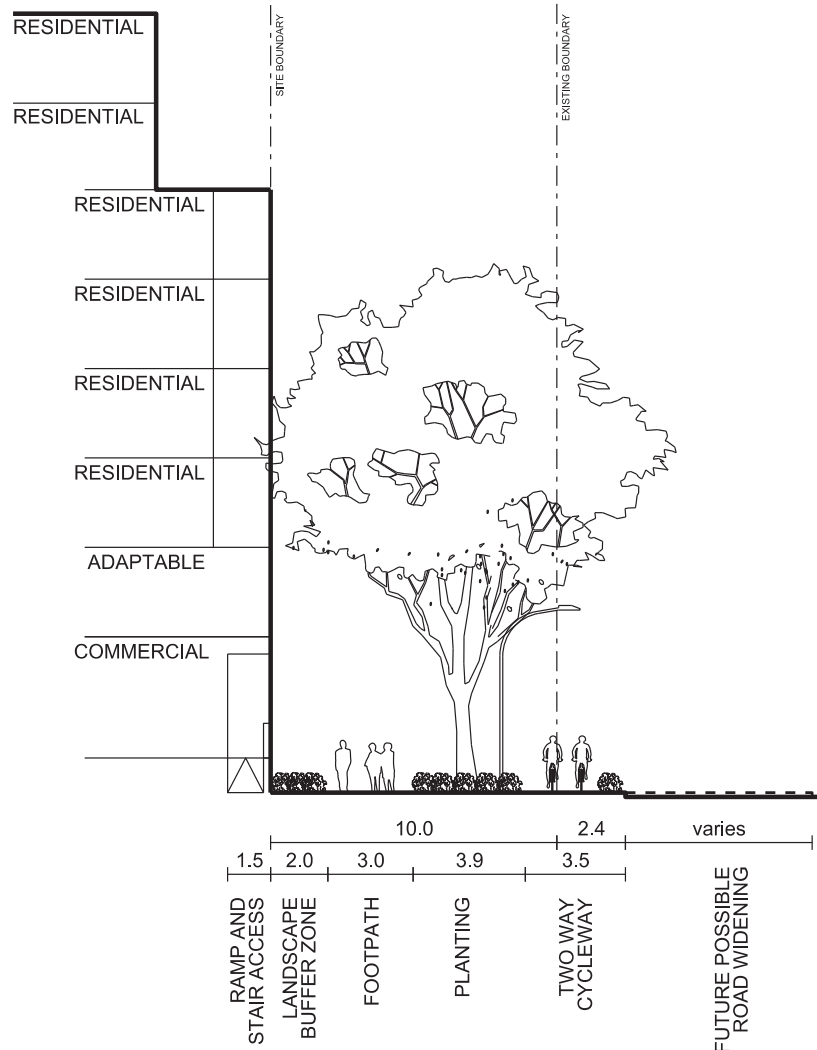 RESIDENTIAL
SITE BOUNDARY
EXISTING BOUNDARY
RESIDENTIAL
RESIDENTIAL
RESIDENTIAL
RESIDENTIAL
RESIDENTIAL
ADAPTABLE
COMMERCIAL
10.0
2.4
varies
1.5
2.0
3.0
3.9
3.5
RAMP AND
STAIR ACCESS
LANDSCAPE
BUFFER ZONE
FOOTPATH
PLANTING
TWO WAY
CYCLEWAY
FUTURE POSSIBLE
ROAD WIDENING